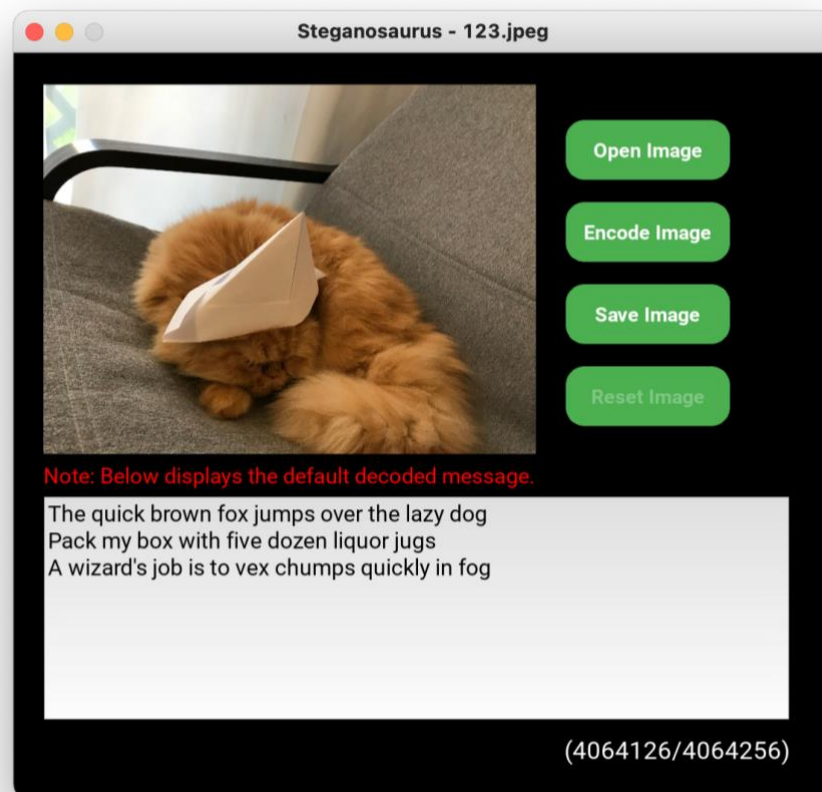 Steganosaurus - 123.jpeg
Open Image
Encode Image
Save Image
Reset Image
Note: Below displays the default decoded message.
The quick brown fox jumps over the lazy dog
Pack my box with five dozen liquor jugs
A wizard's job is to vex chumps quickly in fog
(4064126/4064256)